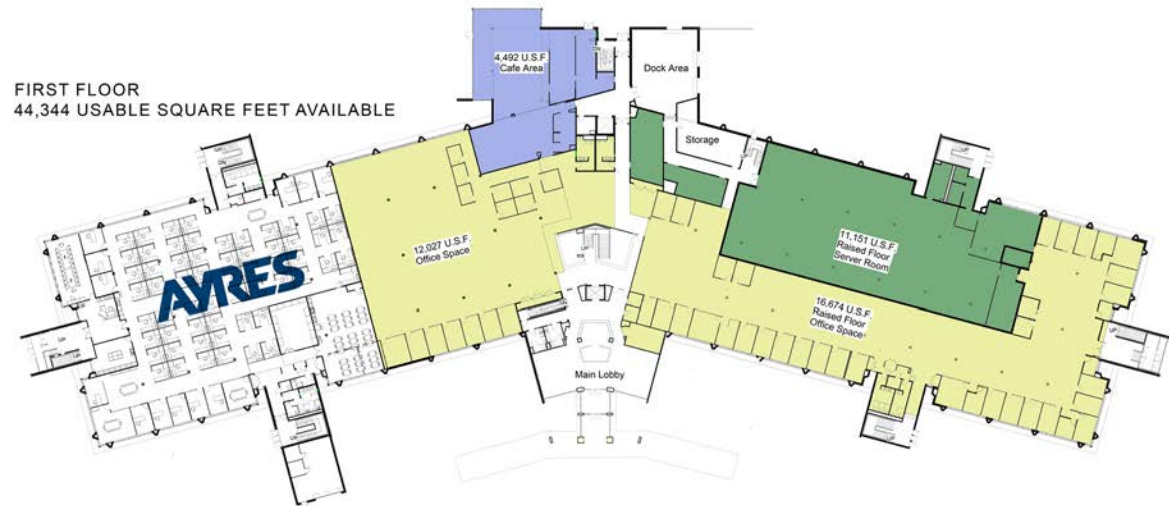 FIRST FLOOR
44,344 USABLE SQUARE FEET AVAILABLE
4,492 U.S.F.
Cafe Area
Dock Area
Storage
12,027 U.S.F.
Office Space
AYRES
11,151 U.S.F.
Raised Floor
Server Room
16,674 U.S.F.
Raised Floor
Office Space
Main Lobby